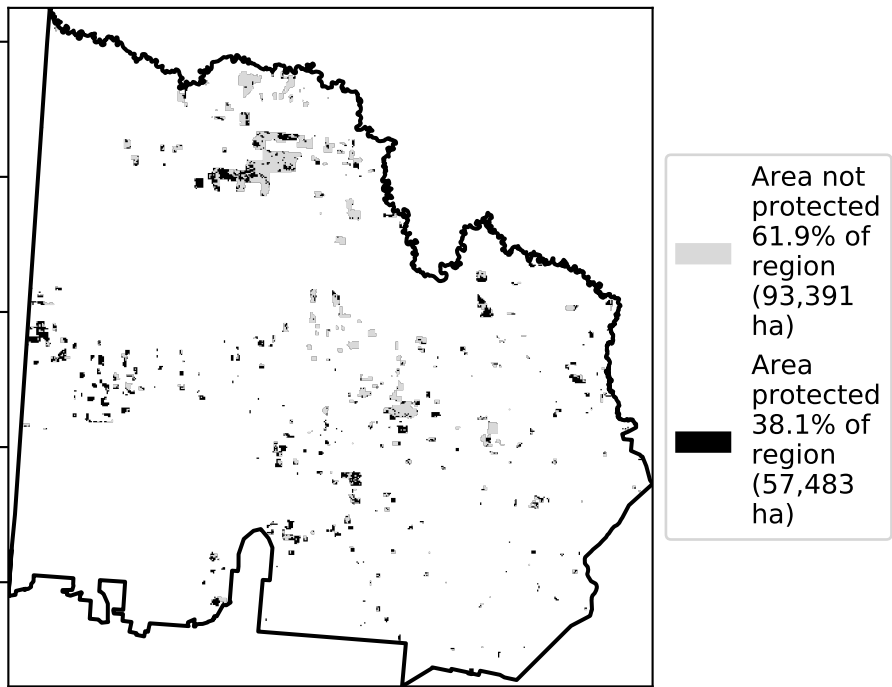 Area not
protected
61.9% of
region
(93,391
ha)
Area
protected
38.1% of
region
(57,483
ha)